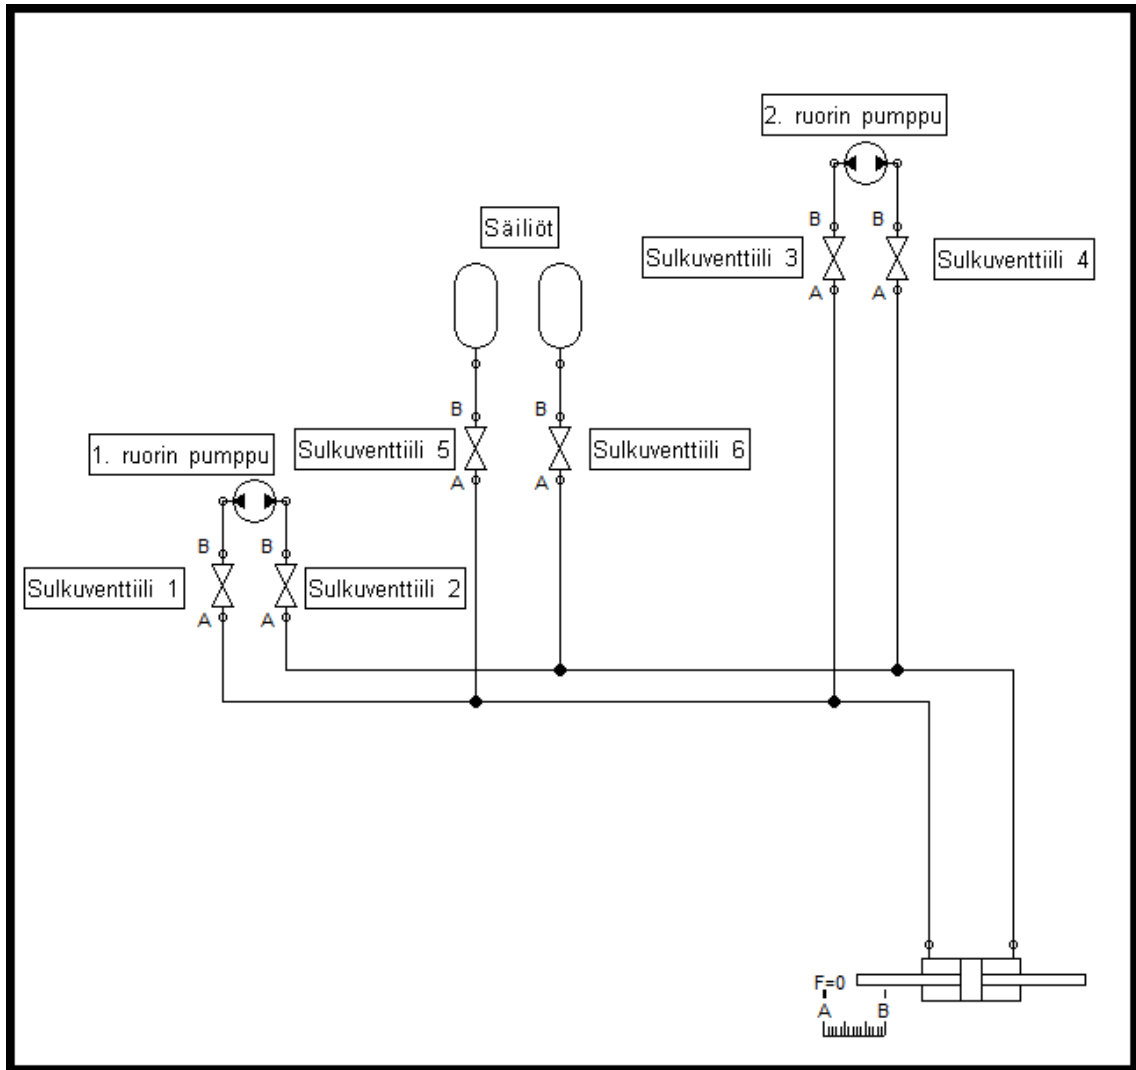 2. ruorin pumppu
B B
Säiliöt
Sulkuventtiili 3
Sulkuventtiili 4
A A
B B
1. ruorin pumppu
Sulkuventtiili 5
Sulkuventtiili 6
A A
B B
Sulkuventtiili 1
Sulkuventtiili 2
A A
F=0
A B